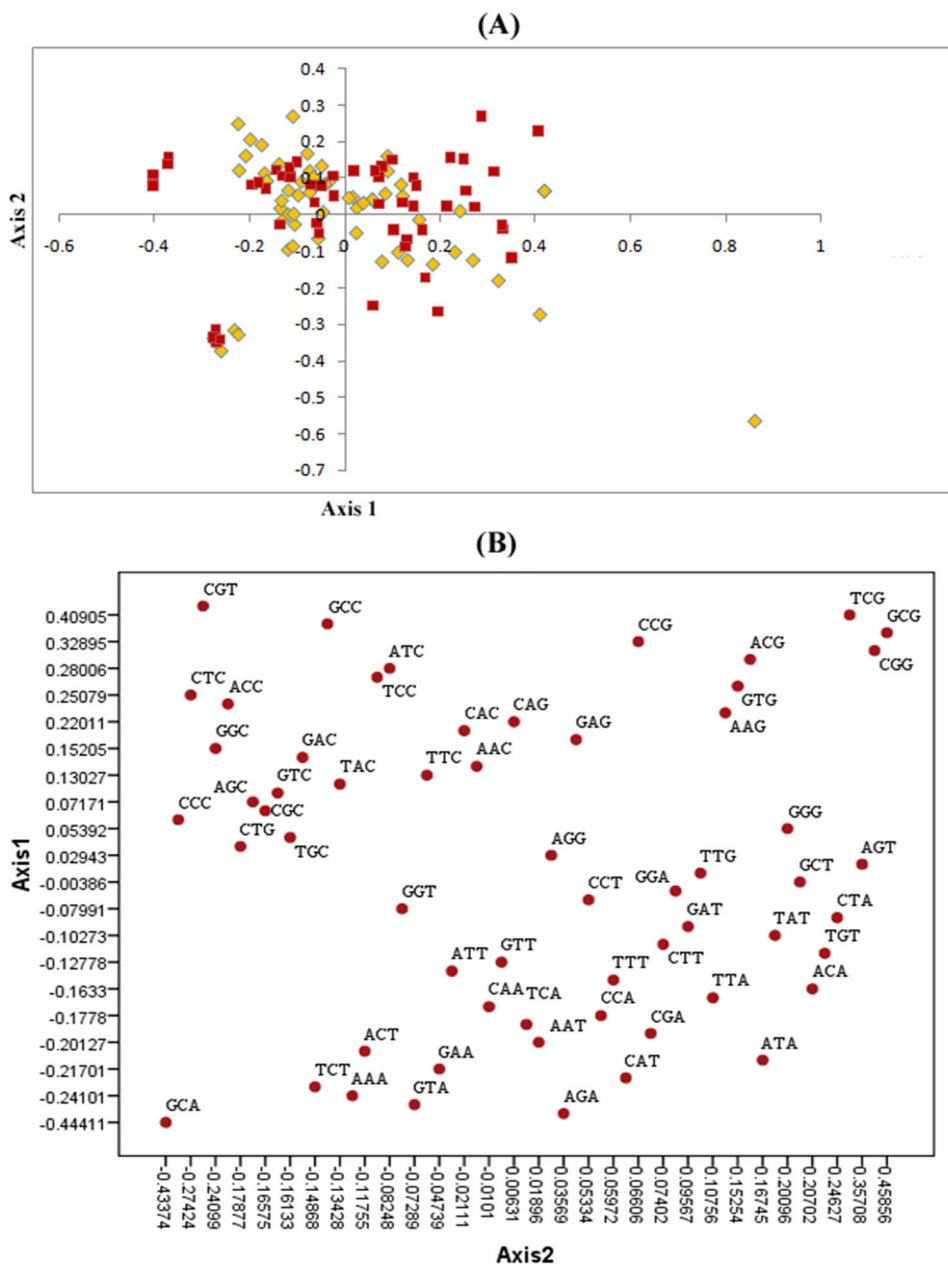 (A)
Axis 2
0.4
0.3
0.2
0.1
0
-0.1
-0.2
-0.3
-0.4
-0.5
-0.6
-0.7
-0.6 -0.4 -0.2 0 0.2 0.4 0.6 0.8 1
Axis 1
(B)
Axis1
0.40905
0.32895
0.28006
0.25079
0.22011
0.15205
0.13027
0.07171
0.05392
0.02943
-0.00386
-0.07991
-0.10273
-0.12778
-0.1633
-0.1778
-0.20127
-0.21701
-0.24101
-0.44411
CGT GCC TCG GCG
CCG
ATC ACG CGG
CTC ACC TCC GTG
CAC CAG AAG
GGC GAC GAG
TTC AAC
AGC GTC TAC
CCC CGC GGG
CTG TGC
AGG TTG AGT
CCT GGA GCT
GGT GAT CTA
TAT
ATT GTT CTT TGT
TTT ACA
CAA TCA TTA
CCA
AAT CGA
ACT ATA
GAA CAT
TCT AAA
GCA GTA AGA
-0.43374
-0.27424
-0.24099
-0.17877
-0.16575
-0.16133
-0.14868
-0.13428
-0.11755
-0.08248
-0.07289
-0.04739
-0.02111
-0.0101
0.00631
0.01896
0.03569
0.05334
0.05972
0.06606
0.07402
0.09567
0.10756
0.15254
0.16745
0.20096
0.20702
0.24627
0.35708
0.45856
Axis2